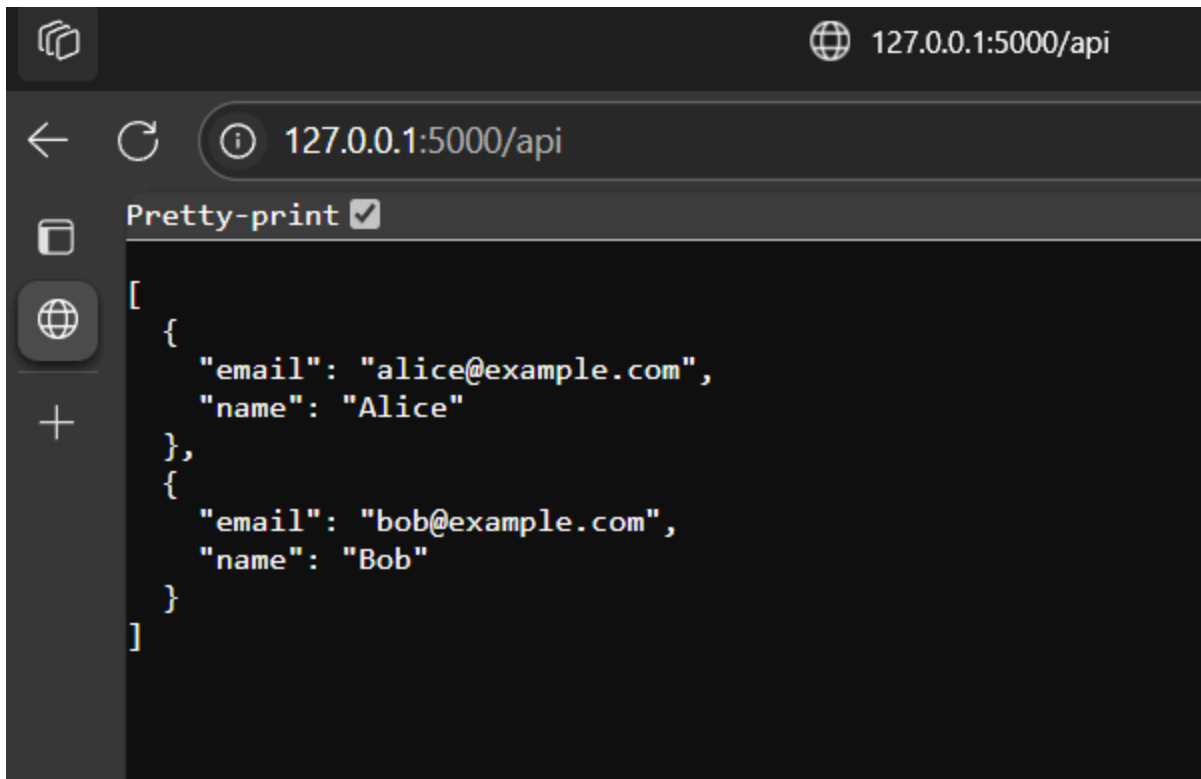 127.0.0.1:5000/api
127.0.0.1:5000/api
Pretty-print
[
  {
    "email": "alice@example.com",
    "name": "Alice"
  },
  {
    "email": "bob@example.com",
    "name": "Bob"
  }
]